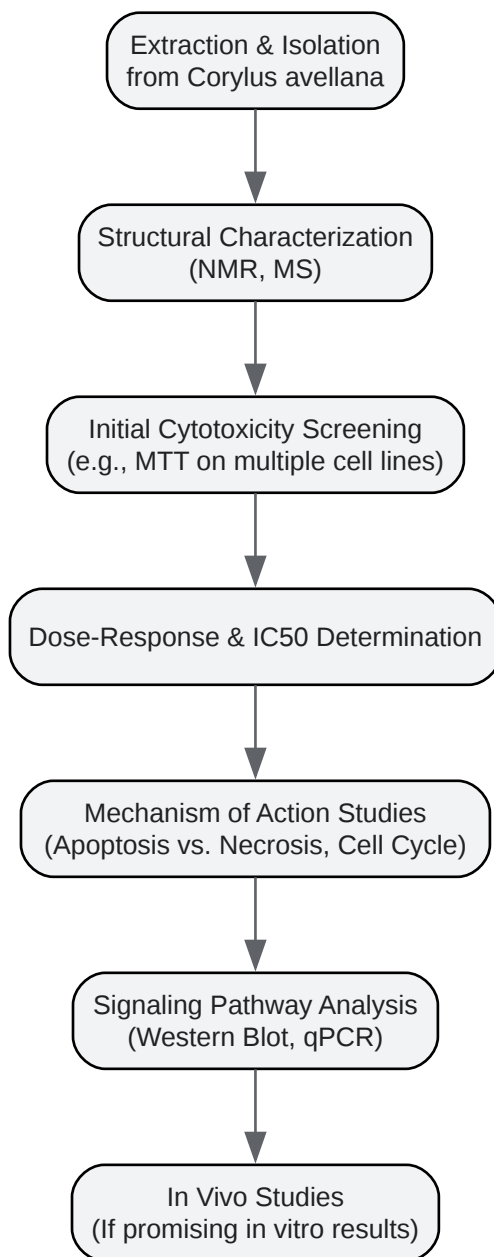 Extraction & Isolation
from Corylus avellana
Structural Characterization
(NMR, MS)
Initial Cytotoxicity Screening
(e.g., MTT on multiple cell lines)
Dose-Response & IC50 Determination
Mechanism of Action Studies
(Apoptosis vs. Necrosis, Cell Cycle)
Signaling Pathway Analysis
(Western Blot, qPCR)
In Vivo Studies
(If promising in vitro results)